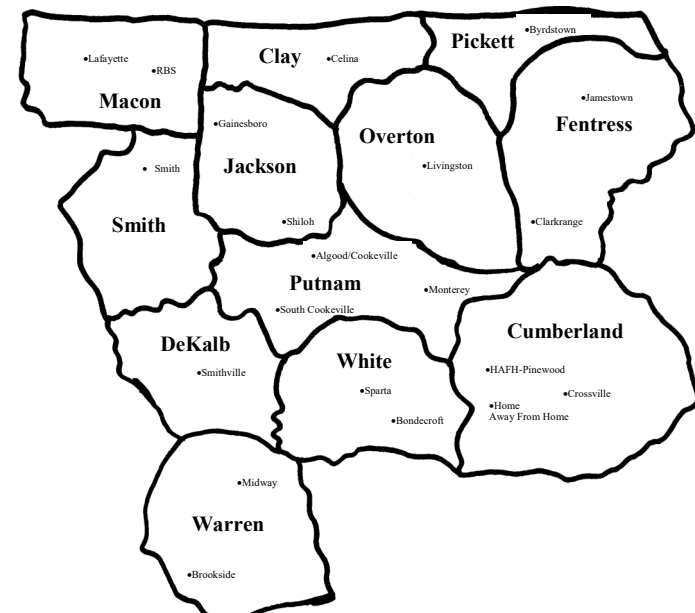 Pickett
•Byrdstown
Clay
•Celina
•Lafayette
•RBS
Macon
•Jamestown
Fentress
•Gainesboro
Overton
Jackson
•Livingston
• Smith
Smith
•Shiloh
•Clarkrange
•Algood/Cookeville
Putnam
•Monterey
•South Cookeville
Cumberland
DeKalb
White
•HAFH-Pinewood
•Smithville
•Sparta
•Crossville
•Home
Away From Home
•Bondecroft
•Midway
Warren
•Brookside